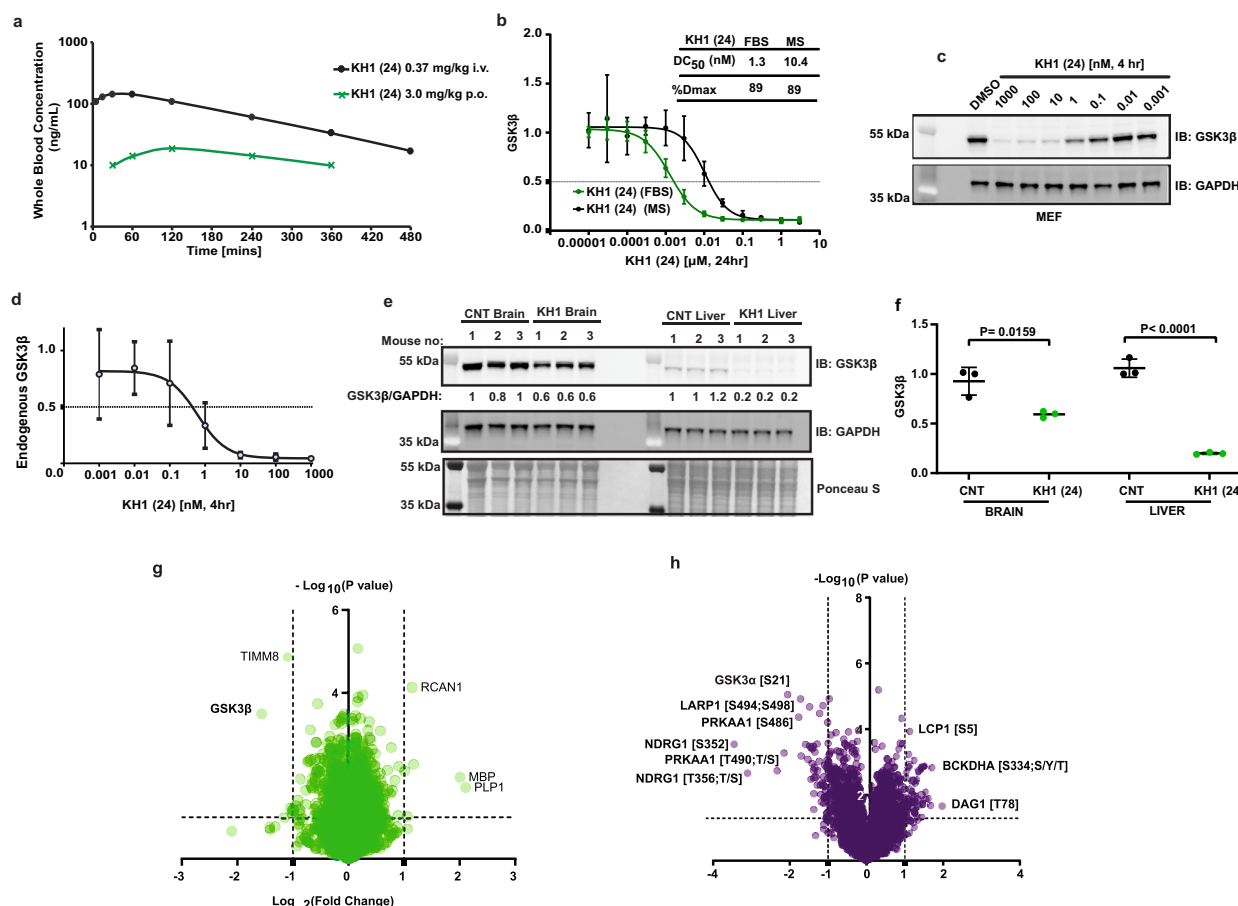 a
Whole Blood Concentration
(ng/mL)
1000
100
10
1
0 60 120 180 240 300 360 420 480
Time [mins]
KH1 (24) 0.37 mg/kg i.v.
KH1 (24) 3.0 mg/kg p.o.
b
GSK3β
2.0
1.5
1.0
0.5
0.0
KH1 (24) FBS MS
DC50 (nM) 1.3 10.4
%Dmax 89 89
KH1 (24) (FBS)
KH1 (24) (MS)
0.00001 0.0001 0.001 0.01 0.1 1 10
KH1 (24) [µM, 24hr]
c
KH1 (24) [nM, 4 hr]
DMSO 1000 100 10 1 0.1 0.01 0.001
55 kDa
IB: GSK3β
35 kDa
IB: GAPDH
MEF
d
Endogenous GSK3β
1.0
0.5
0.0
0.001 0.01 0.1 1 10 100 1000
KH1 (24) [nM, 4hr]
e
CNT Brain KH1 Brain CNT Liver KH1 Liver
Mouse no: 1 2 3 1 2 3 1 2 3 1 2 3
55 kDa
IB: GSK3β
GSK3β/GAPDH: 1 0.8 1 0.6 0.6 0.6 1 1 1.2 0.2 0.2 0.2
35 kDa
IB: GAPDH
55 kDa
35 kDa
Ponceau S
f
GSK3β
1.5
1.0
0.5
0.0
P= 0.0159
P< 0.0001
CNT KH1 (24) CNT KH1 (24)
BRAIN LIVER
g
- Log10(P value)
6
4
TIMM8
GSK3β
RCAN1
MBP
PLP1
-3 -2 -1 0 1 2 3
Log 2(Fold Change)
h
-Log10(P value)
8
6
4
2
GSK3α [S21]
LARP1 [S494;S498]
PRKAA1 [S486]
NDRG1 [S352]
PRKAA1 [T490;T/S]
NDRG1 [T356;T/S]
LCP1 [S5]
BCKDHA [S334;S/Y/T]
DAG1 [T78]
-4 -2 -1 0 1 2 4